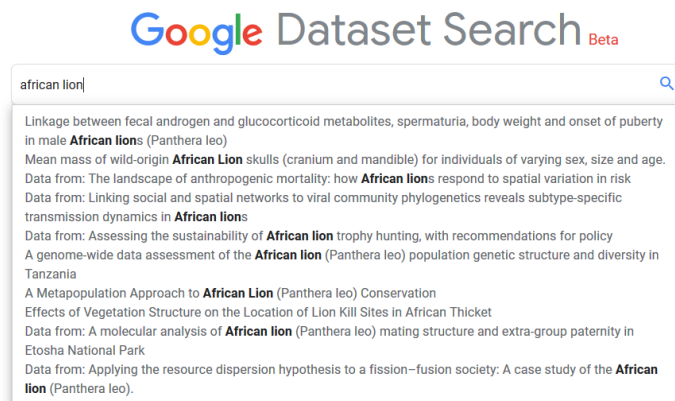 Google Dataset Search Beta
african lion
Linkage between fecal androgen and glucocorticoid metabolites, spermaturia, body weight and onset of puberty
in male African lions (Panthera leo)
Mean mass of wild-origin African Lion skulls (cranium and mandible) for individuals of varying sex, size and age.
Data from: The landscape of anthropogenic mortality: how African lions respond to spatial variation in risk
Data from: Linking social and spatial networks to viral community phylogenetics reveals subtype-specific
transmission dynamics in African lions
Data from: Assessing the sustainability of African lion trophy hunting, with recommendations for policy
A genome-wide data assessment of the African lion (Panthera leo) population genetic structure and diversity in
Tanzania
A Metapopulation Approach to African Lion (Panthera leo) Conservation
Effects of Vegetation Structure on the Location of Lion Kill Sites in African Thicket
Data from: A molecular analysis of African lion (Panthera leo) mating structure and extra-group paternity in
Etosha National Park
Data from: Applying the resource dispersion hypothesis to a fission–fusion society: A case study of the African
lion (Panthera leo).